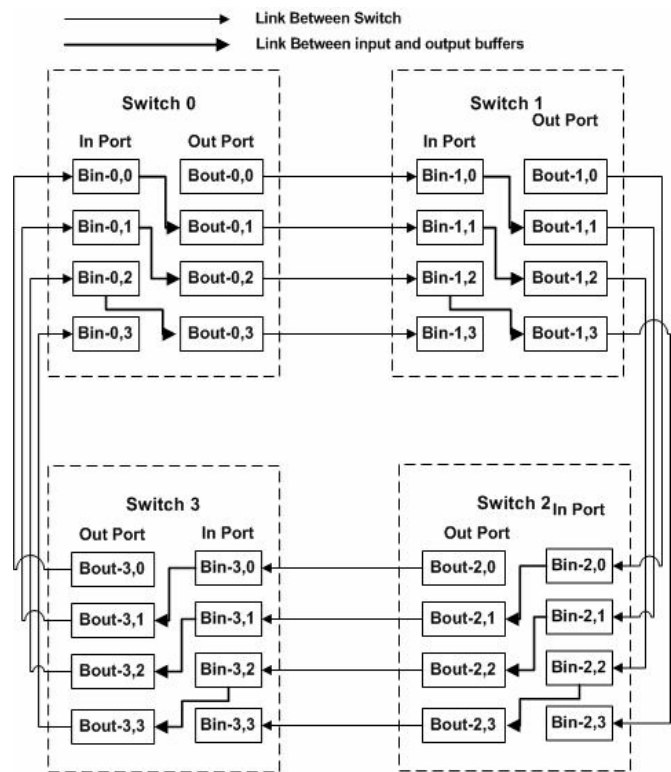 Link Between Switch
Link Between input and output buffers
Switch 0
In Port
Out Port
Bin-0,0
Bout-0,0
Bin-0,1
Bout-0,1
Bin-0,2
Bout-0,2
Bin-0,3
Bout-0,3
Switch 1
In Port
Out Port
Bin-1,0
Bout-1,0
Bin-1,1
Bout-1,1
Bin-1,2
Bout-1,2
Bin-1,3
Bout-1,3
Switch 3
Out Port
In Port
Bout-3,0
Bin-3,0
Bout-3,1
Bin-3,1
Bout-3,2
Bin-3,2
Bout-3,3
Bin-3,3
Switch 2
Out Port
In Port
Bout-2,0
Bin-2,0
Bout-2,1
Bin-2,1
Bout-2,2
Bin-2,2
Bout-2,3
Bin-2,3